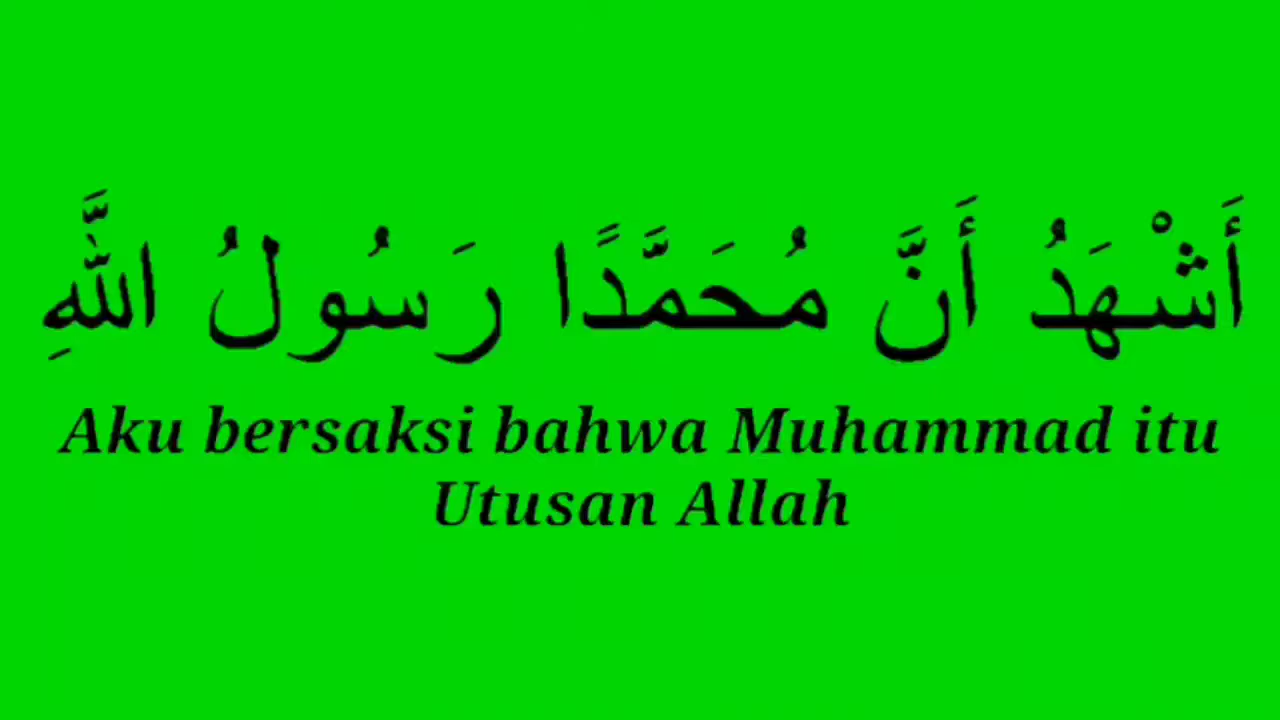 أَشْهَدُ أَنَّ مُحَمَّدًا رَسُولُ اللَّهِ
Aku bersaksi bahwa Muhammad itu
Utusan Allah